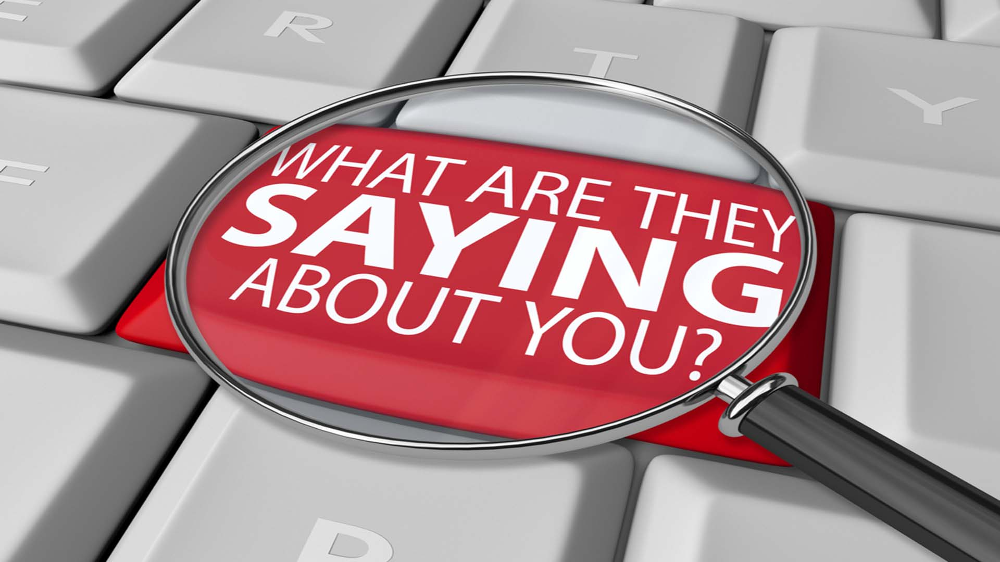 R
T
Y
WHAT ARE THEY
SAYING
ABOUT YOU?